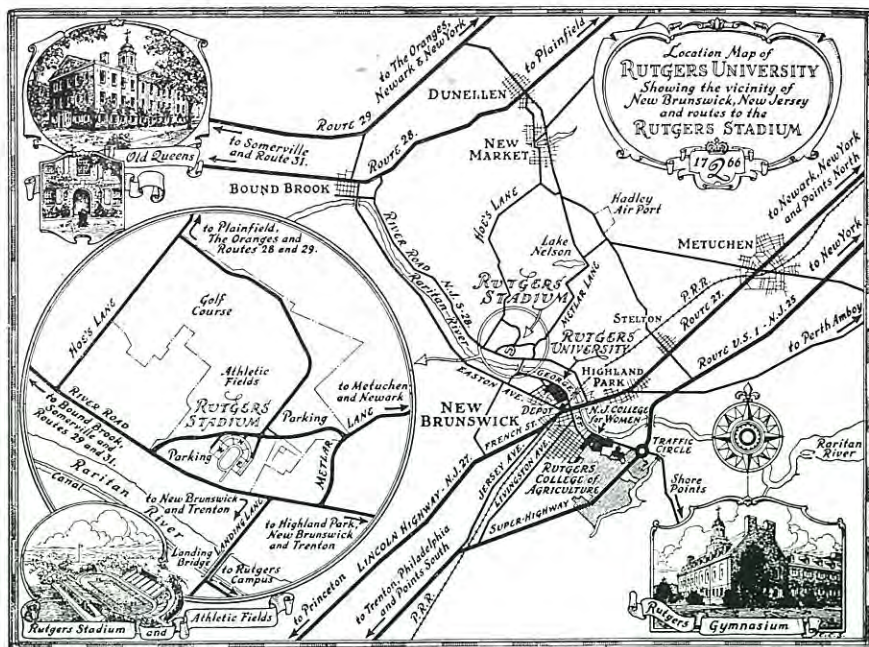 Location Map of
RUTGERS UNIVERSITY
Showing the vicinity of
New Brunswick, New Jersey
and routes to the
RUTGERS STADIUM
1766
Old Queens
to The Oranges,
Newark & New York
to Plainfield
ROUTE 29
DUNELLEN
to Somerville
and Route 31.
ROUTE 28.
NEW
MARKET
BOUND BROOK
HOE'S LANE
Hadley
Air Port
to Newark, New York
and Points North
RIVER ROAD
N.J. S-28.
Raritan River
Lake
Nelson
METLAR LANE
METUCHEN
to New York
P.R.R.
ROUTE 27.
RUTGERS
STADIUM
STELTON
ROUTE U.S. 1 - N.J. 25
to Perth Amboy
RUTGERS
UNIVERSITY
HIGHLAND
PARK
EASTON
AVE.
GEORGES
ST.
DEPOT
N.J. COLLEGE
for WOMEN
NEW
BRUNSWICK
FRENCH ST.
TRAFFIC
CIRCLE
Raritan
River
JERSEY AVE.
LIVINGSTON AVE.
RUTGERS
COLLEGE OF
AGRICULTURE
Shore
Points
SUPER-HIGHWAY
LINCOLN HIGHWAY - N.J. 27.
to Princeton
to Trenton, Philadelphia
and Points South
P.R.R.
to Plainfield,
The Oranges and
Routes 28 and 29.
HOE'S LANE
Golf
Course
Athletic
Fields
RUTGERS
STADIUM
Parking
to Metuchen
and Newark
RIVER ROAD
to Bound Brook,
Somerville and
Routes 29 and 31.
Parking
METLAR LANE
Raritan
Canal
River
to New Brunswick
and Trenton
LANDING LANE
to Highland Park,
New Brunswick
and Trenton
Landing
Bridge
to Rutgers
Campus
Rutgers Stadium and Athletic Fields
Rutgers Gymnasium